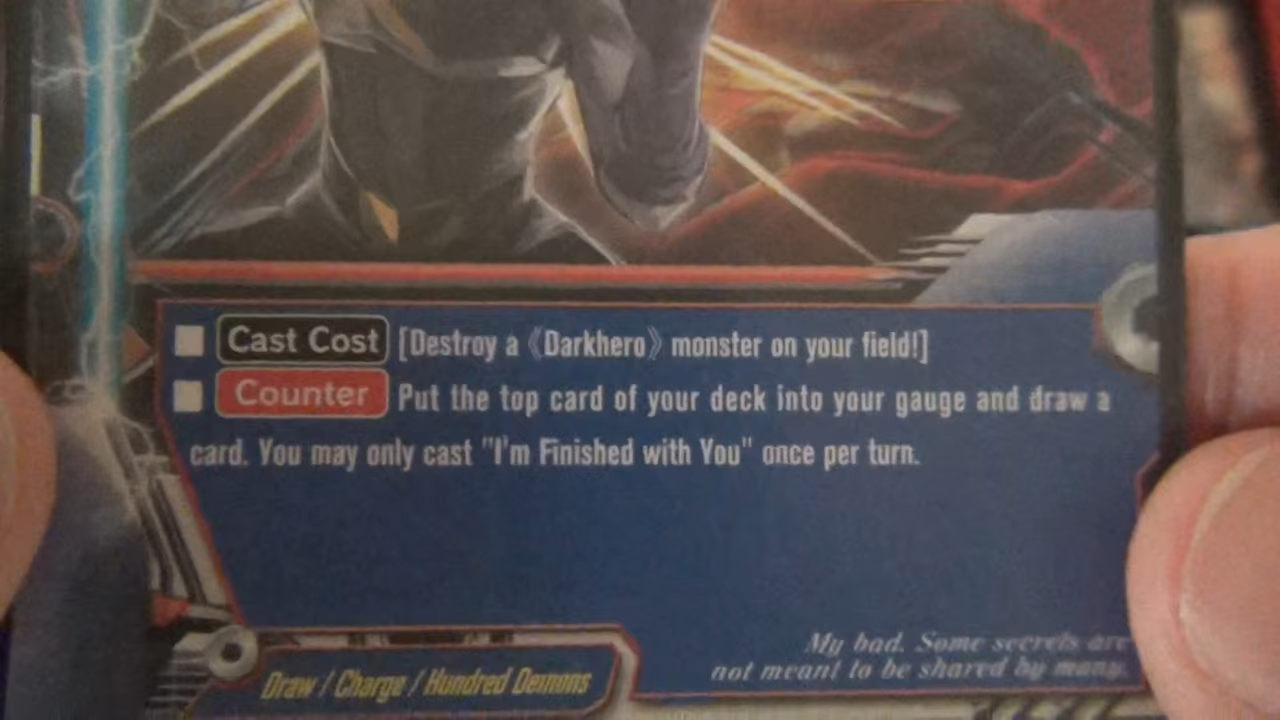 Cast Cost [Destroy a 《Darkhero》 monster on your field!]
Counter Put the top card of your deck into your gauge and draw a
card. You may only cast "I'm Finished with You" once per turn.
My bad. Some secrets are
not meant to be shared by many.
Draw / Charge / Hundred Demons